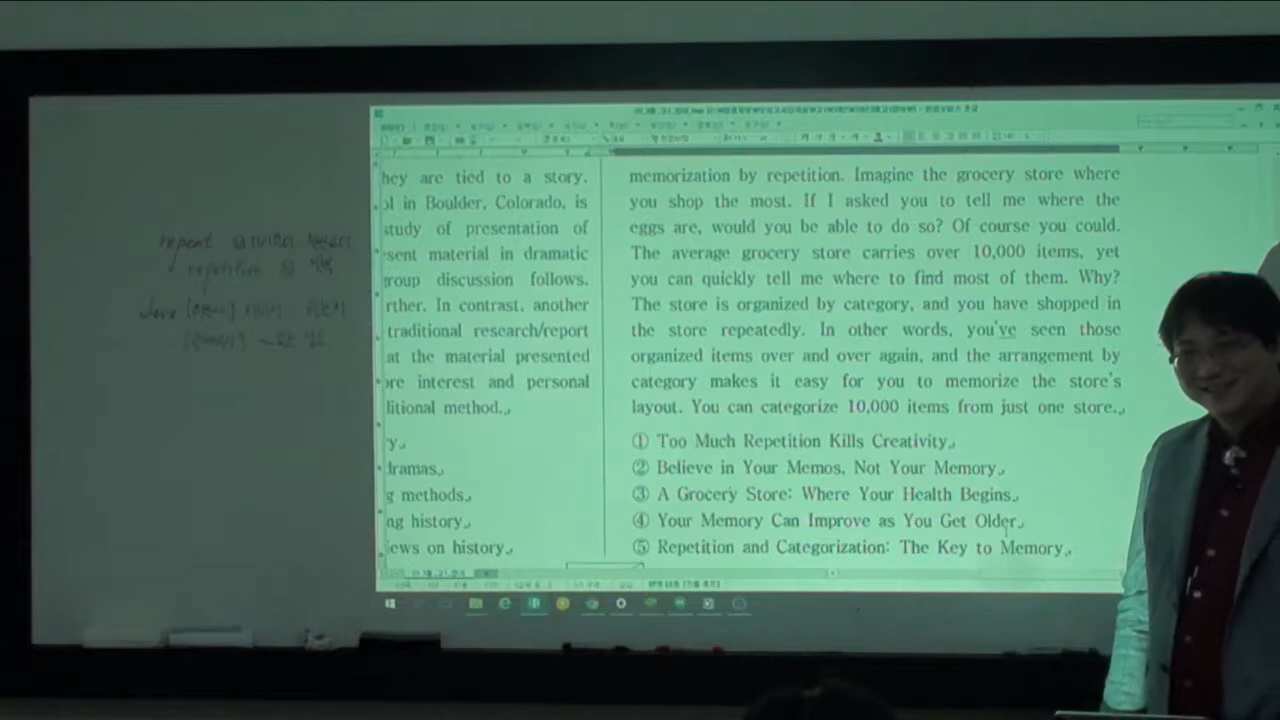 hey are tied to a story.
ol in Boulder, Colorado, is
study of presentation of
sent material in dramatic
group discussion follows.
rther. In contrast, another
traditional research/report
at the material presented
ore interest and personal
litional method.
y.
dramas.
g methods.
ng history.
ews on history.
memorization by repetition. Imagine the grocery store where
you shop the most. If I asked you to tell me where the
eggs are, would you be able to do so? Of course you could.
The average grocery store carries over 10,000 items, yet
you can quickly tell me where to find most of them. Why?
The store is organized by category, and you have shopped in
the store repeatedly. In other words, you've seen those
organized items over and over again, and the arrangement by
category makes it easy for you to memorize the store's
layout. You can categorize 10,000 items from just one store.
① Too Much Repetition Kills Creativity
② Believe in Your Memos, Not Your Memory
③ A Grocery Store: Where Your Health Begins
④ Your Memory Can Improve as You Get Older
⑤ Repetition and Categorization: The Key to Memory
repeat
repetitive